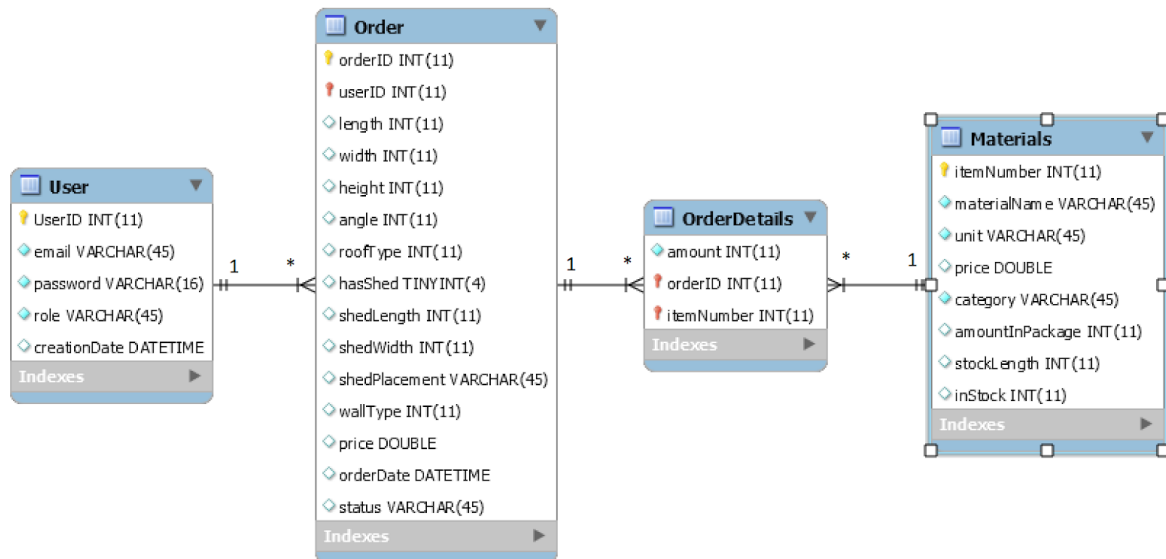 User
UserID INT(11)
email VARCHAR(45)
password VARCHAR(16)
role VARCHAR(45)
creationDate DATETIME
Indexes
1
*
Order
orderID INT(11)
userID INT(11)
length INT(11)
width INT(11)
height INT(11)
angle INT(11)
roofType INT(11)
hasShed TINYINT(4)
shedLength INT(11)
shedWidth INT(11)
shedPlacement VARCHAR(45)
wallType INT(11)
price DOUBLE
orderDate DATETIME
status VARCHAR(45)
Indexes
1
*
OrderDetails
amount INT(11)
orderID INT(11)
itemNumber INT(11)
Indexes
*
1
Materials
itemNumber INT(11)
materialName VARCHAR(45)
unit VARCHAR(45)
price DOUBLE
category VARCHAR(45)
amountInPackage INT(11)
stockLength INT(11)
inStock INT(11)
Indexes